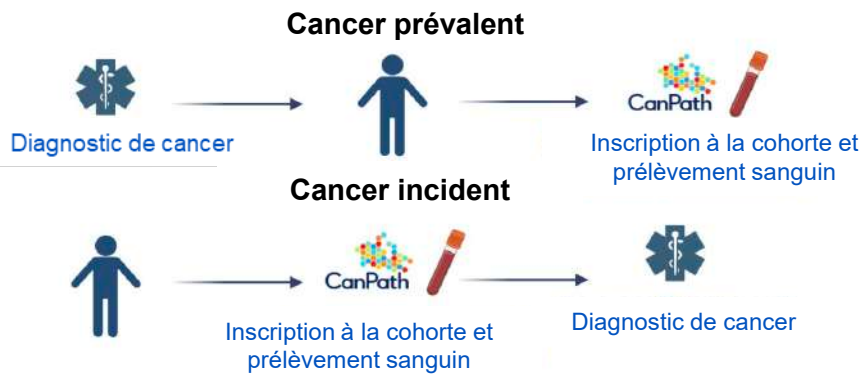 Cancer prévalent
CanPath
Diagnostic de cancer
Inscription à la cohorte et
prélèvement sanguin
Cancer incident
CanPath
Inscription à la cohorte et
prélèvement sanguin
Diagnostic de cancer